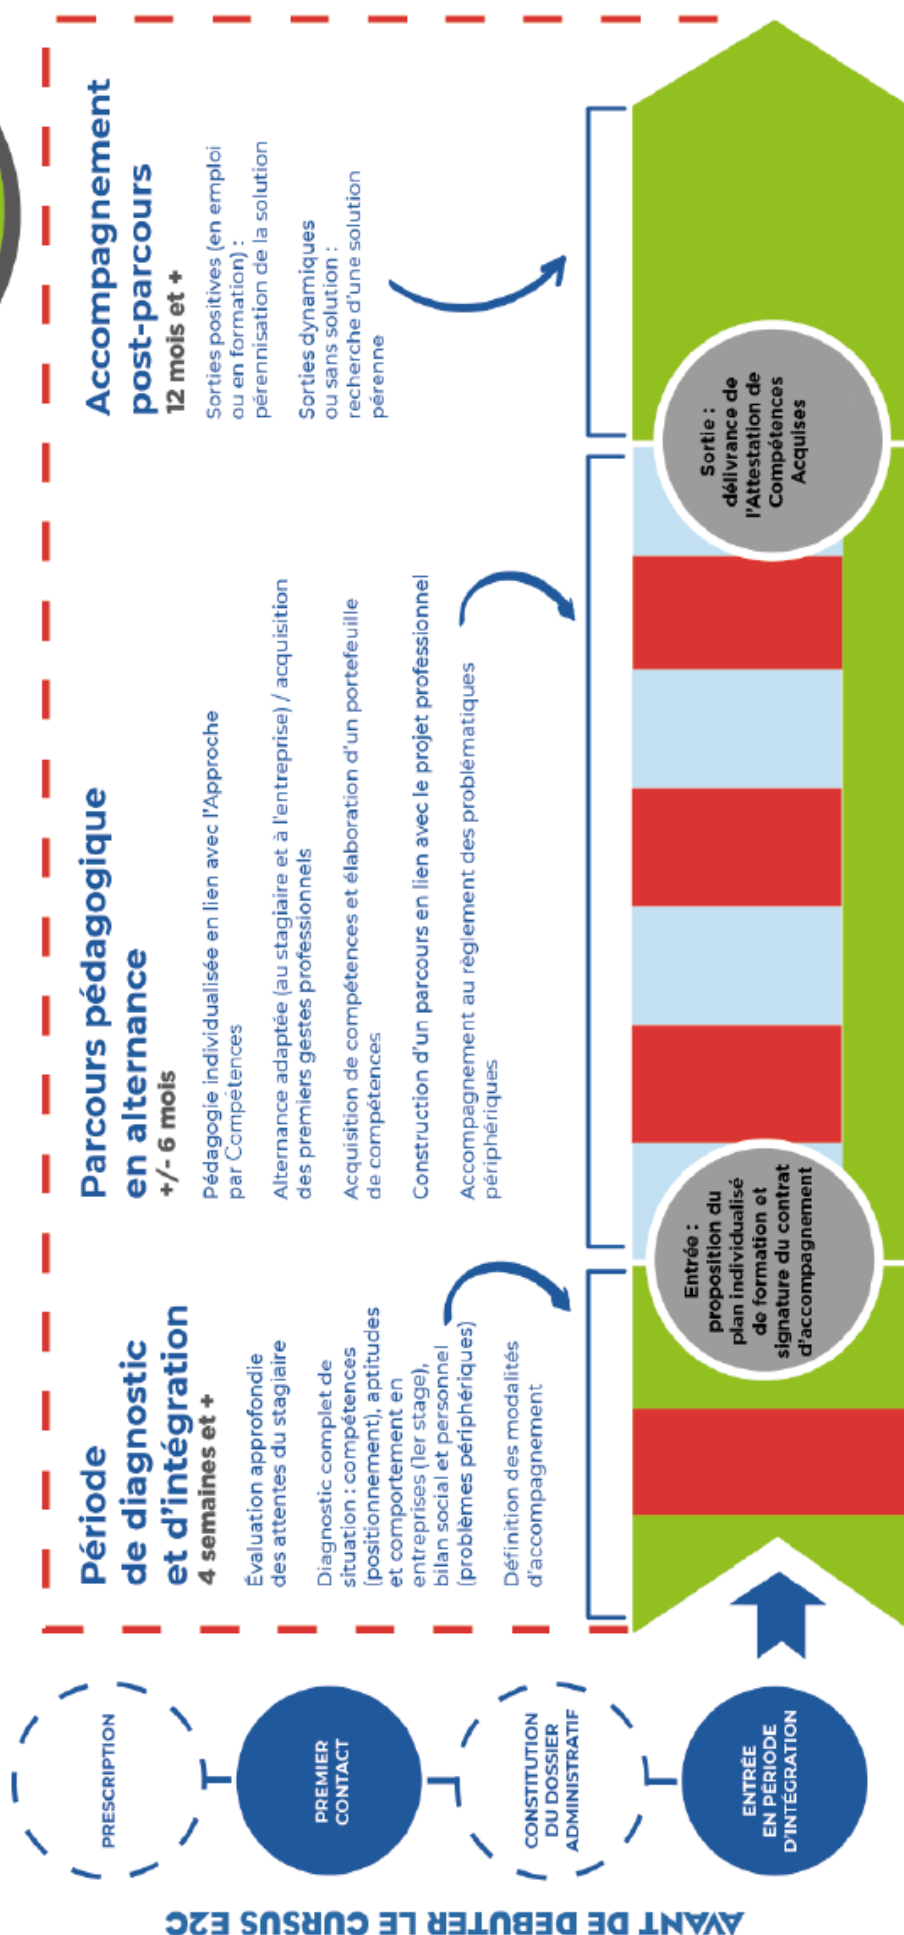 AVANT DE DEBUTER LE CURSUS E2C
PRESCRIPTION
PREMIER
CONTACT
CONSTITUTION
DU DOSSIER
ADMINISTRATIF
ENTRÉE
EN PÉRIODE
D'INTÉGRATION
Période
de diagnostic
et d'intégration
4 semaines et +
Évaluation approfondie
des attentes du stagiaire
Diagnostic complet de
situation : compétences
(positionnement), aptitudes
et comportement en
entreprises (1er stage),
bilan social et personnel
(problèmes périphériques)
Définition des modalités
d'accompagnement
Entrée :
proposition du
plan individualisé
de formation et
signature du contrat
d'accompagnement
Parcours pédagogique
en alternance
+/- 6 mois
Pédagogie individualisée en lien avec l'Approche
par Compétences
Alternance adaptée (au stagiaire et à l'entreprise) / acquisition
des premiers gestes professionnels
Acquisition de compétences et élaboration d'un portefeuille
de compétences
Construction d'un parcours en lien avec le projet professionnel
Accompagnement au règlement des problématiques
périphériques
Sortie :
délivrance de
l'Attestation de
Compétences
Acquises
Accompagnement
post-parcours
12 mois et +
Sorties positives (en emploi
ou en formation) :
pérennisation de la solution
Sorties dynamiques
ou sans solution :
recherche d'une solution
pérenne